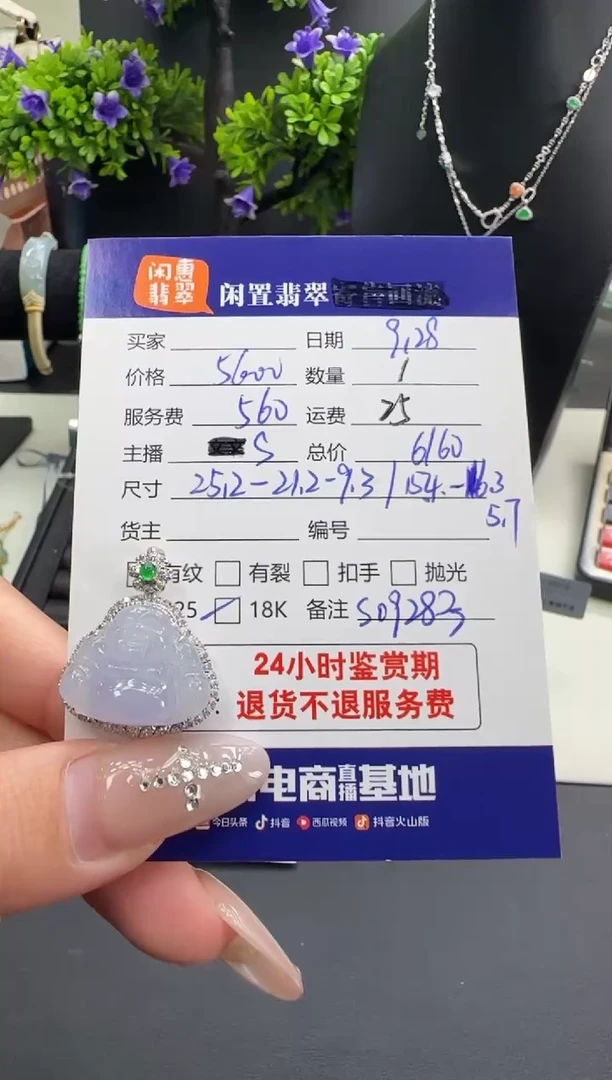 闲惠
翡翠
闲置翡翠
买家 日期 9.28
价格 5600 数量 1
服务费 560 运费 25
主播 S 总价 6160
尺寸 25.2-21.2-9.3 / 15.4.- 6.3
5.7
货主 编号
有纹 有裂 扣手 抛光
25 18K 备注 S09283
24小时鉴赏期
退货不退服务费
电商直播基地
今日头条 抖音 西瓜视频 抖音火山版